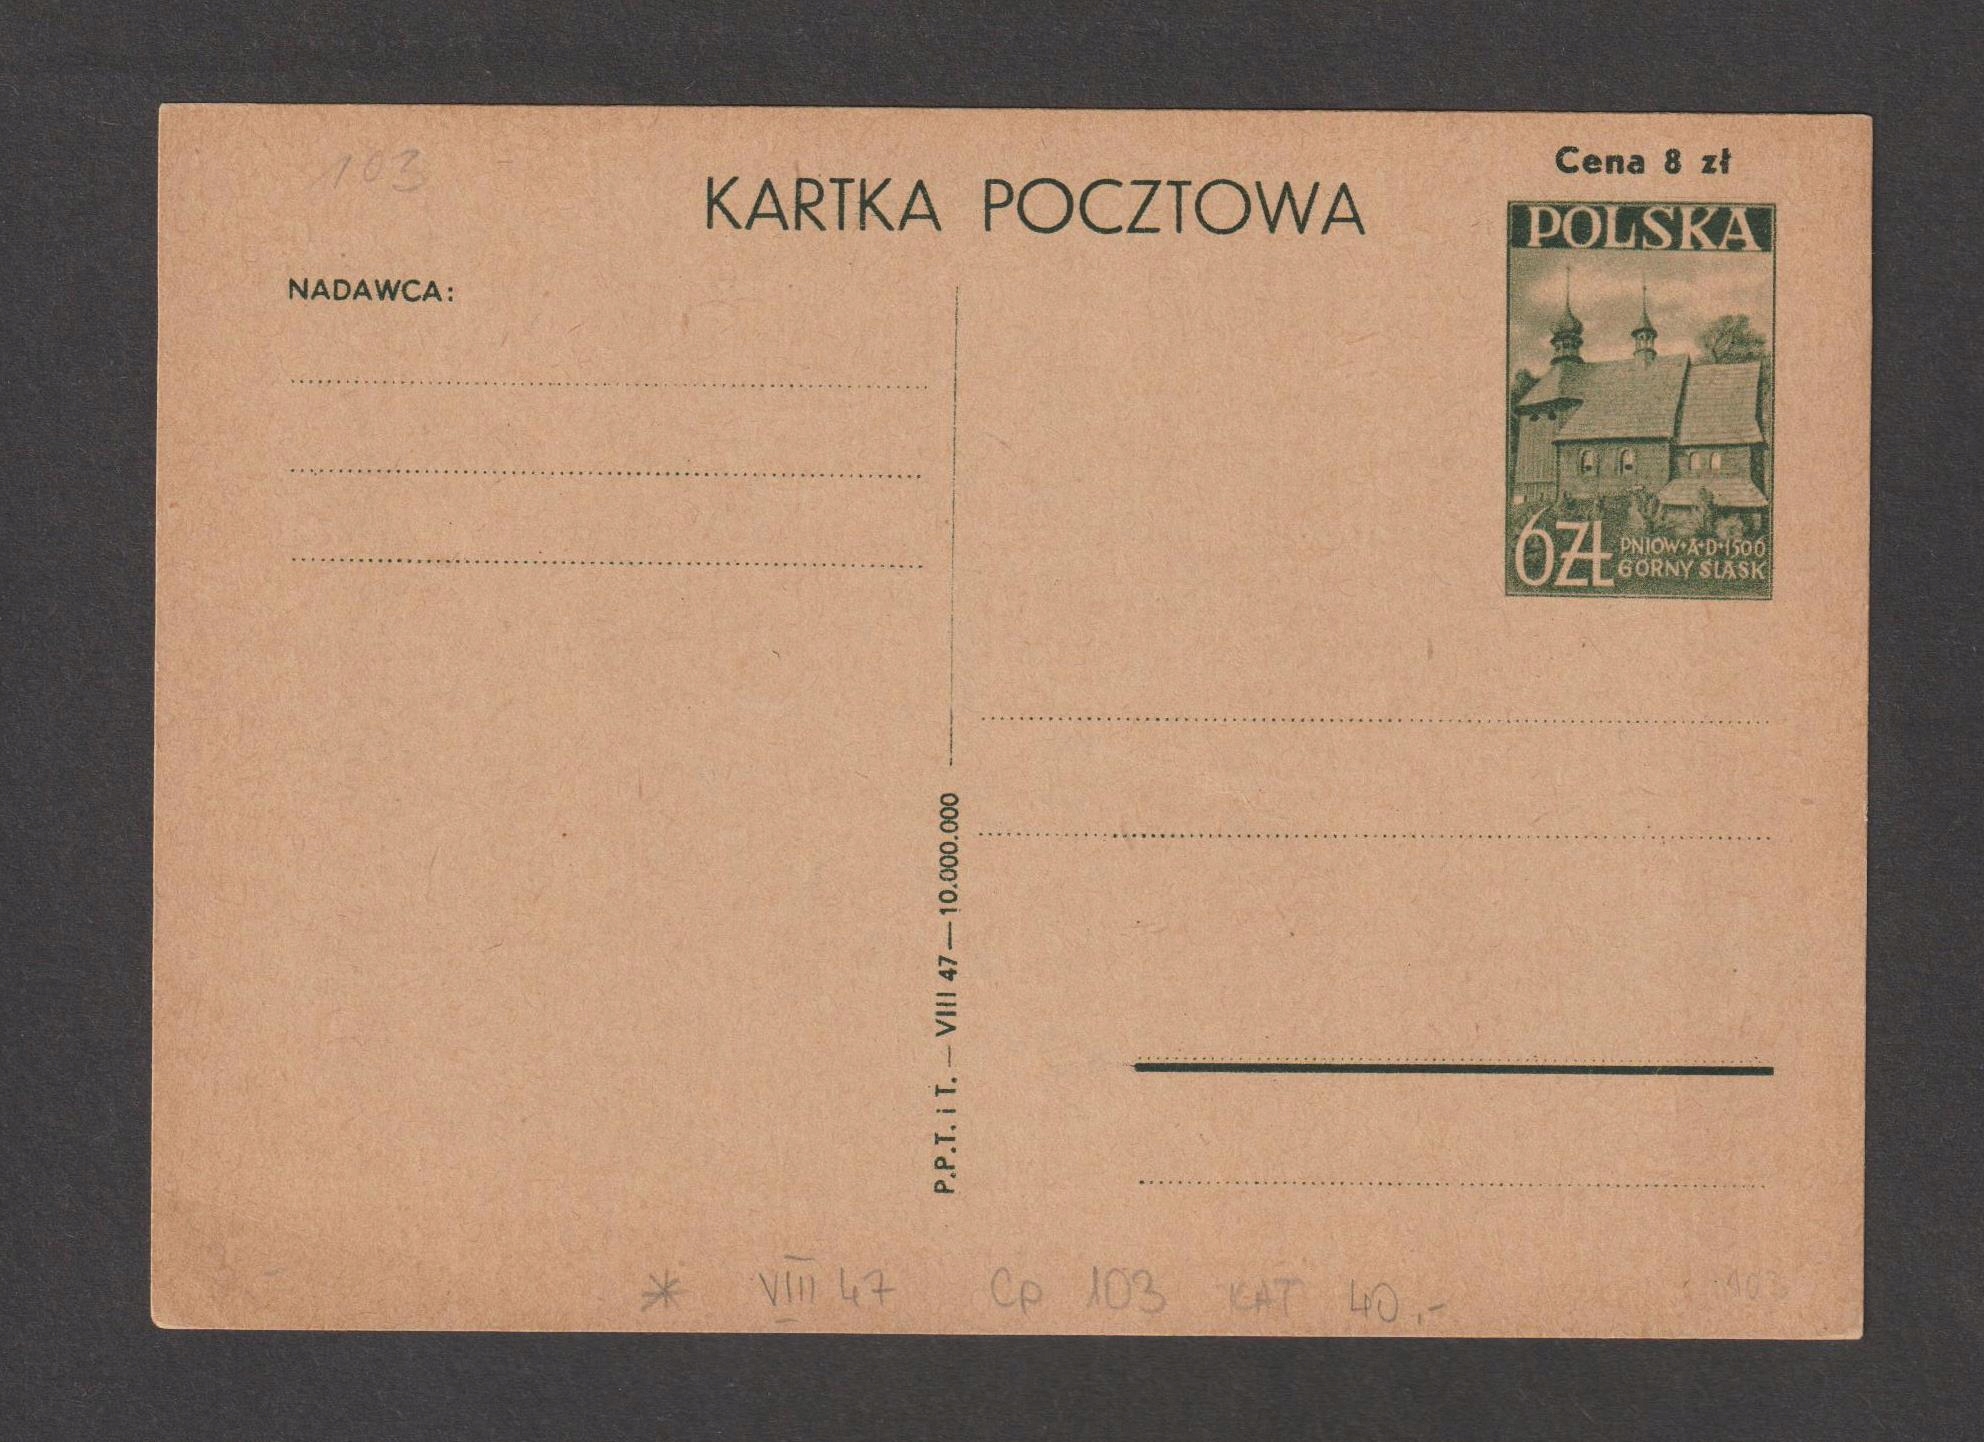 103
Cena 8 zł
KARTKA POCZTOWA
POLSKA
NADAWCA:
6 ZŁ
PNIOW·A·D·1500
GÓRNY ŚLĄSK
P.P.T. i T. — VIII 47 — 10.000.000
* VIII 47 Cp 103 KAT 40,-
103